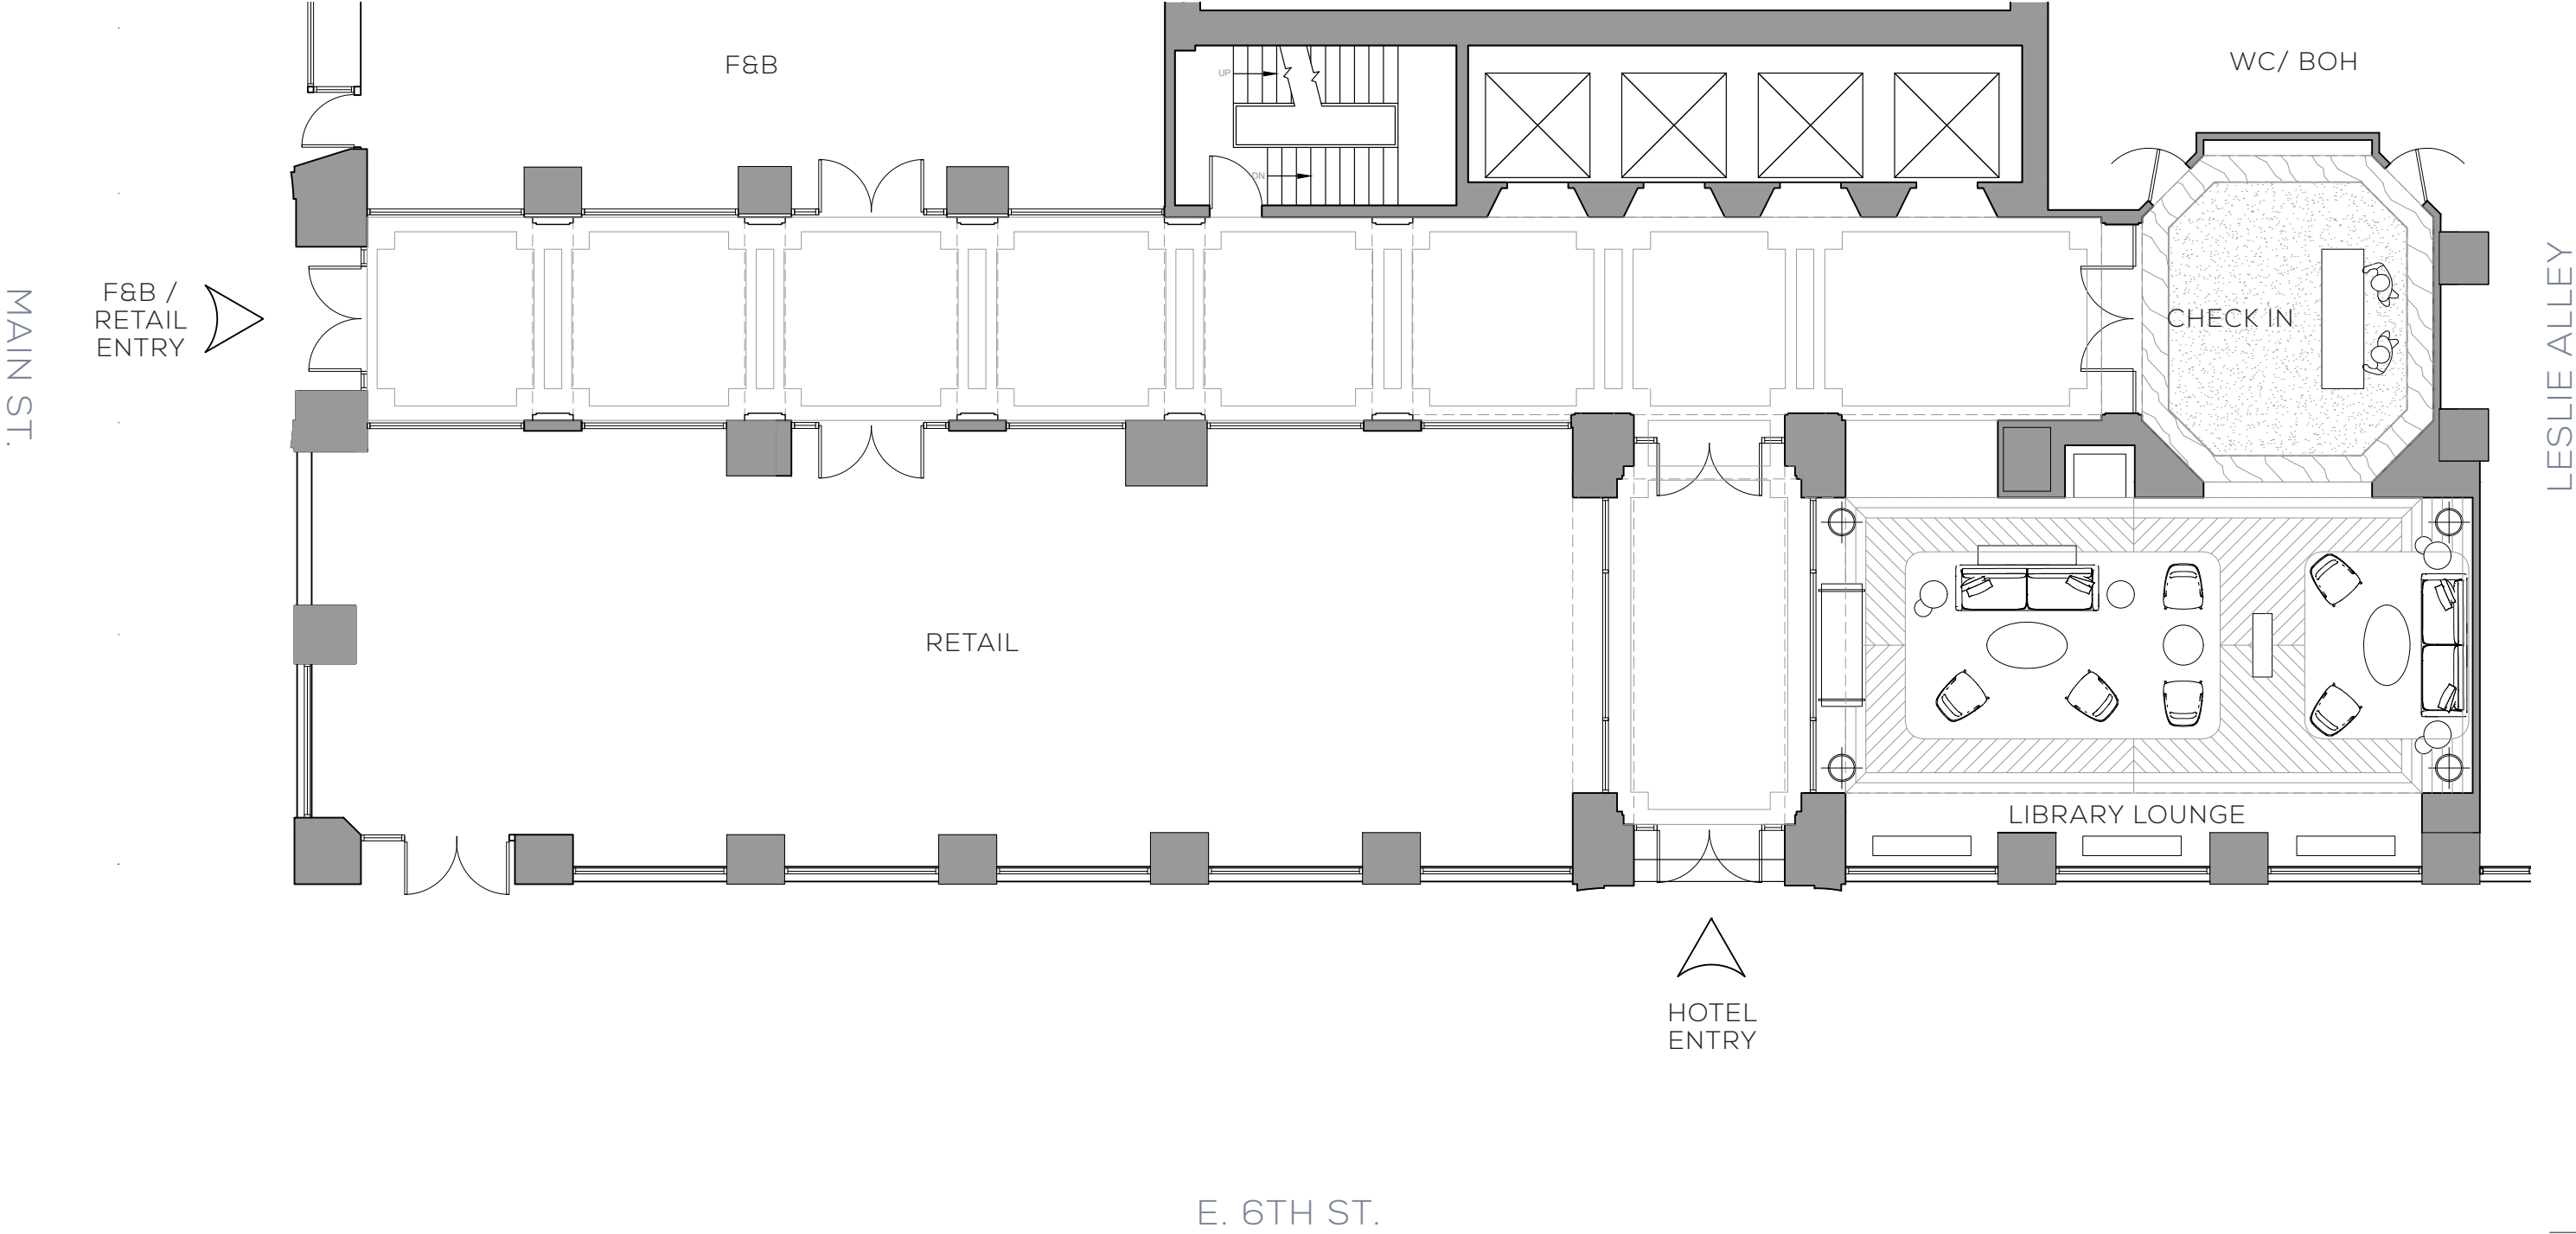 F&B
WC/ BOH
UP
DN
MAIN ST.
F&B /
RETAIL
ENTRY
CHECK IN
LESLIE ALLEY
RETAIL
LIBRARY LOUNGE
HOTEL
ENTRY
E. 6TH ST.